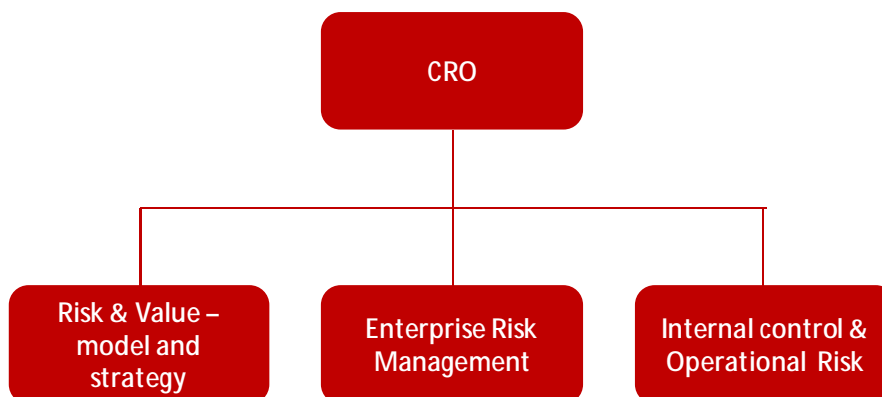 CRO
Risk & Value –
model and
strategy
Enterprise Risk
Management
Internal control &
Operational Risk